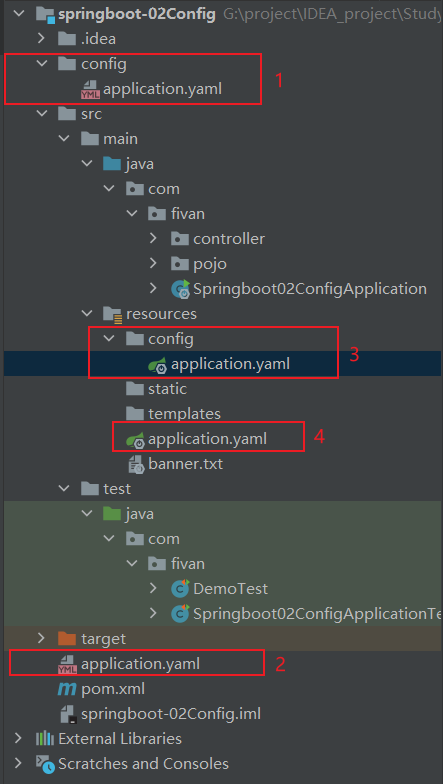 springboot-02Config G:\project\IDEA_project\Study
.idea
config
1
application.yaml
src
main
java
com
fivan
controller
pojo
Springboot02ConfigApplication
resources
config
3
application.yaml
static
templates
application.yaml
4
banner.txt
test
java
com
fivan
DemoTest
Springboot02ConfigApplicationTe
target
application.yaml
2
pom.xml
springboot-02Config.iml
External Libraries
Scratches and Consoles